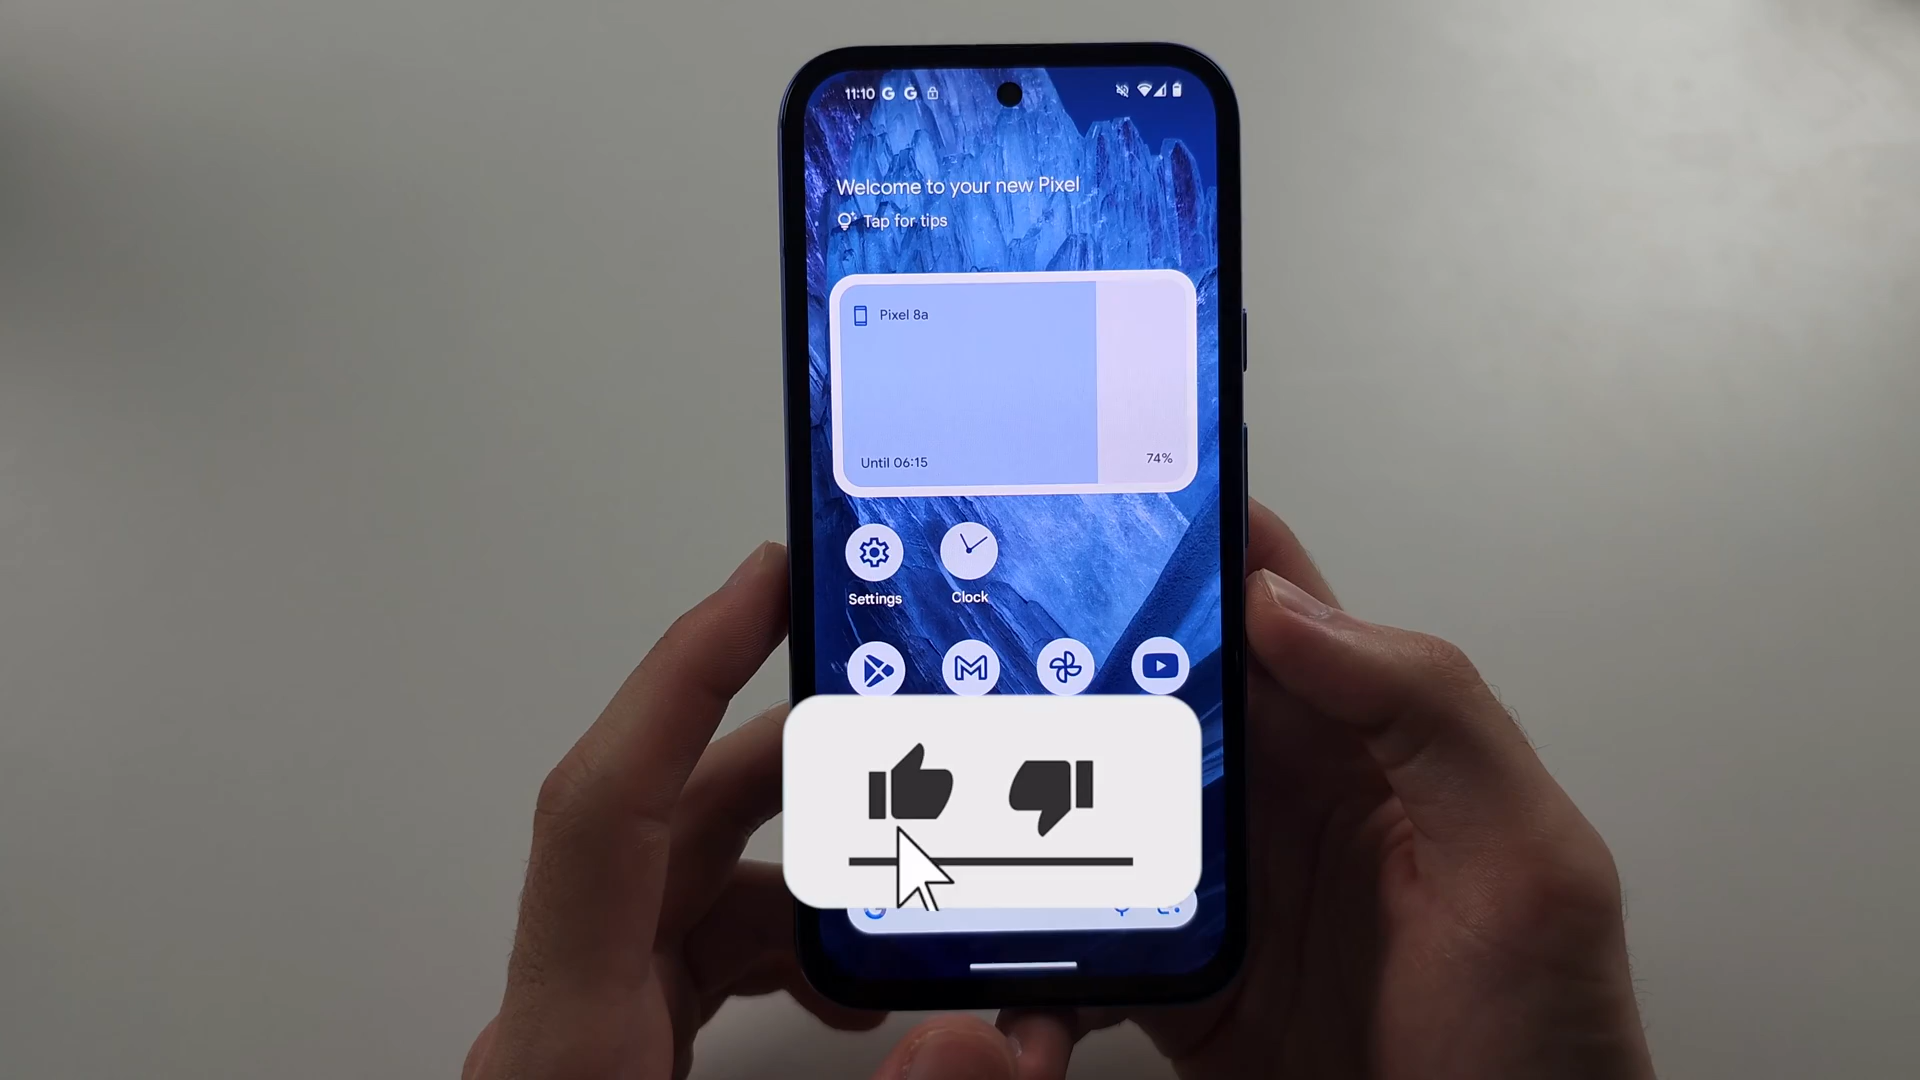 11:10
Welcome to your new Pixel
Tap for tips
Pixel 8a
Until 06:15
74%
Settings
Clock